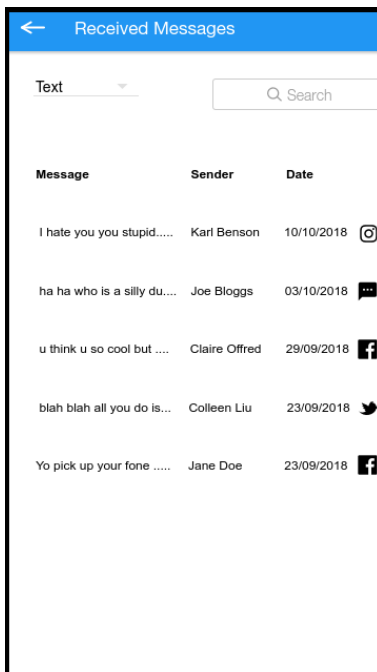 Received Messages
Text
Search
Message Sender Date
I hate you you stupid..... Karl Benson 10/10/2018
ha ha who is a silly du.... Joe Bloggs 03/10/2018
u think u so cool but .... Claire Offred 29/09/2018
blah blah all you do is... Colleen Liu 23/09/2018
Yo pick up your fone ..... Jane Doe 23/09/2018